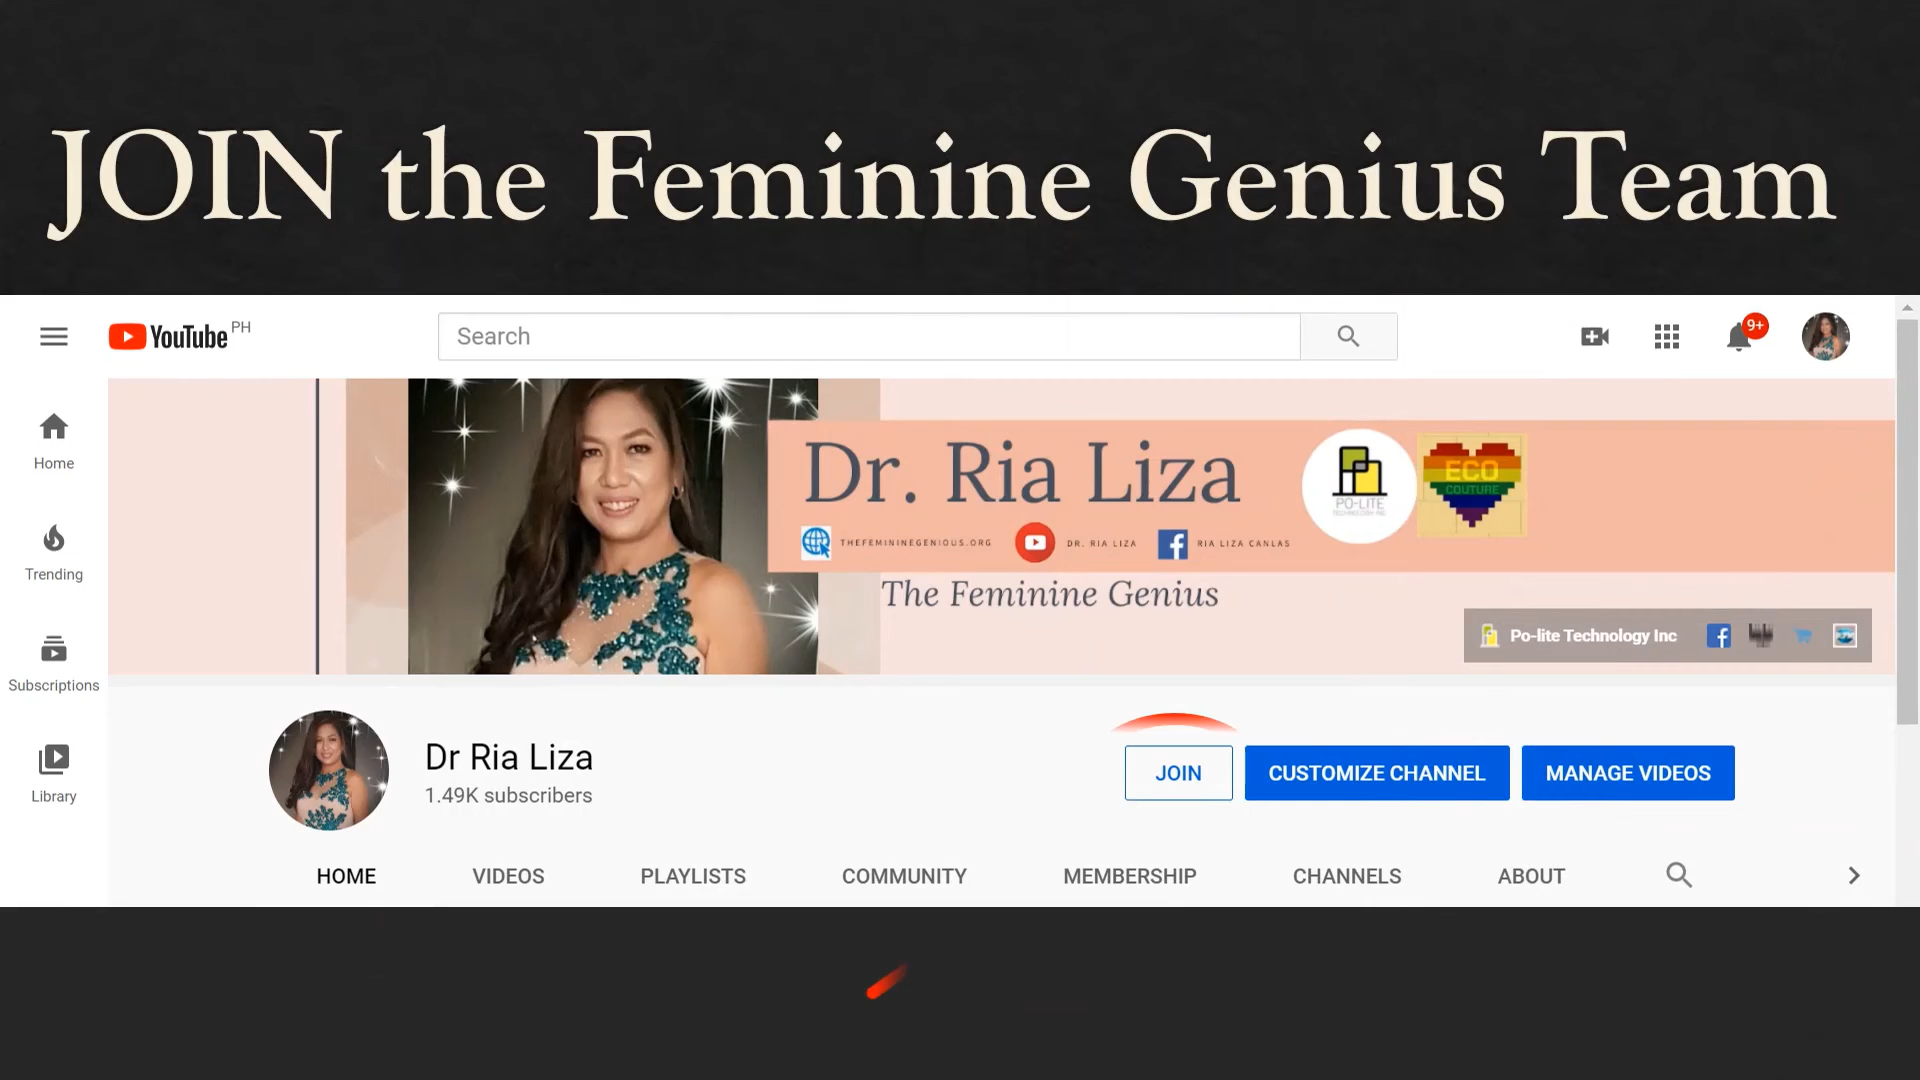 JOIN the Feminine Genius Team
YouTube PH
Search
9+
Home
Trending
Subscriptions
Library
Dr. Ria Liza
THEFEMININEGENIOUS.ORG
DR. RIA LIZA
RIA LIZA CANLAS
PO-LITE
TECHNOLOGY INC
ECO
COUTURE
The Feminine Genius
Po-lite Technology Inc
Dr Ria Liza
1.49K subscribers
JOIN
CUSTOMIZE CHANNEL
MANAGE VIDEOS
HOME
VIDEOS
PLAYLISTS
COMMUNITY
MEMBERSHIP
CHANNELS
ABOUT